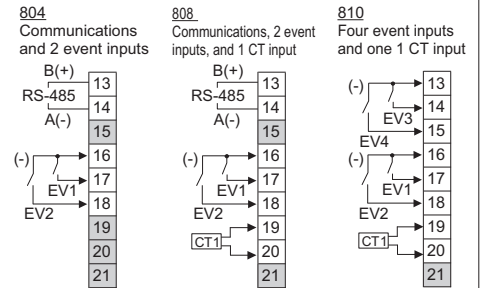 804
Communications
and 2 event inputs
B(+)
RS-485
A(-)
13
14
15
16
17
18
19
20
21
(-)
EV1
EV2
808
Communications, 2 event
inputs, and 1 CT input
B(+)
RS-485
A(-)
13
14
15
16
17
18
19
20
21
(-)
EV1
EV2
CT1
810
Four event inputs
and one 1 CT input
(-)
EV3
EV4
(-)
EV1
EV2
CT1
13
14
15
16
17
18
19
20
21